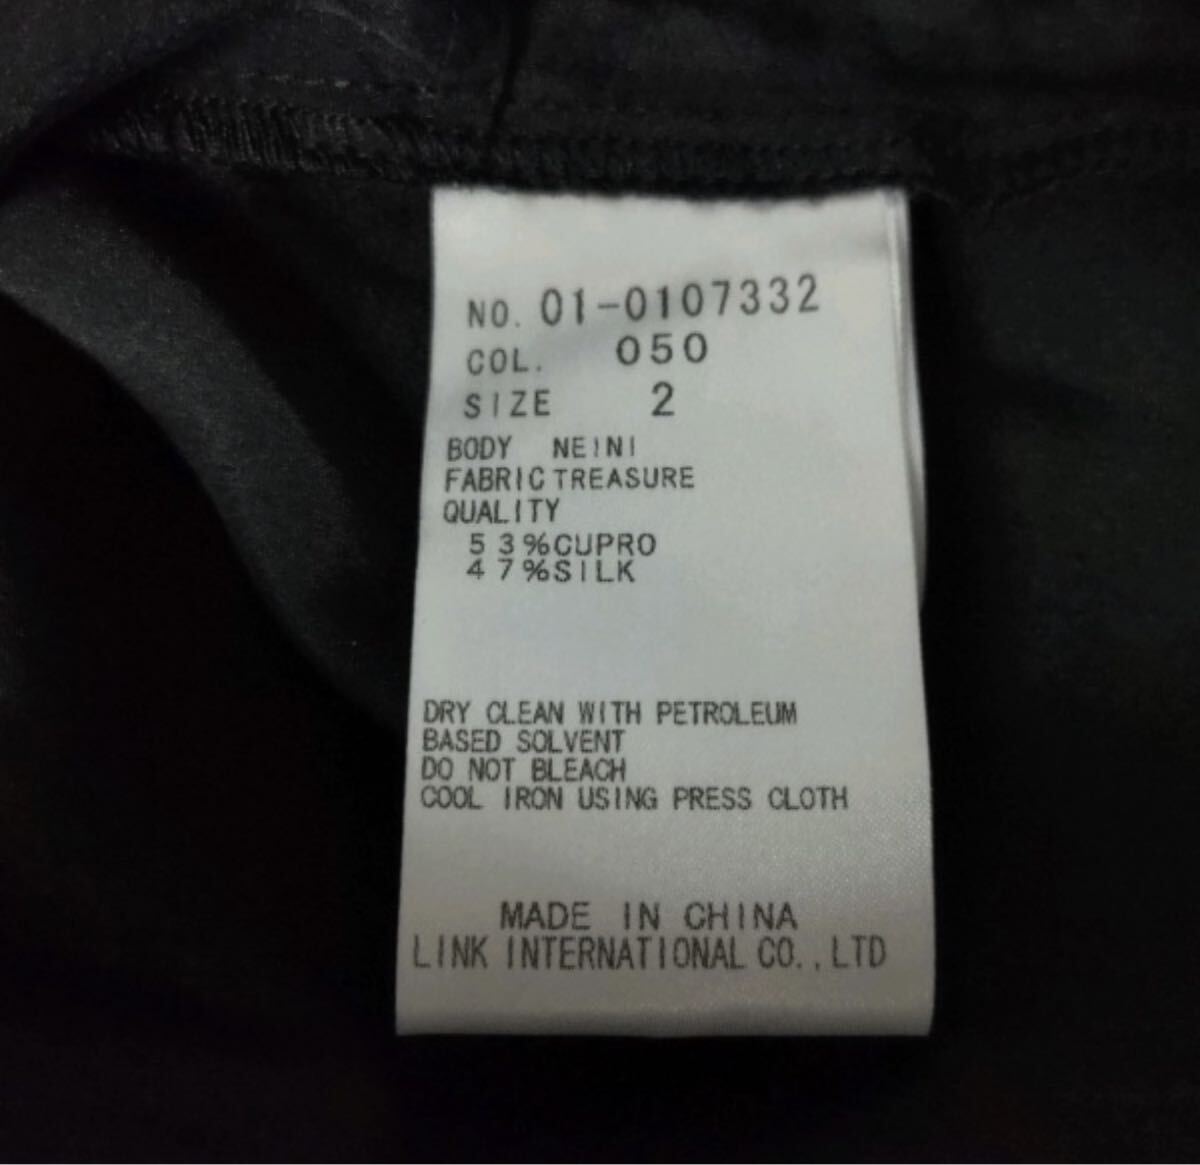 NO. 01-0107332
COL. 050
SIZE 2
BODY NEINI
FABRIC TREASURE
QUALITY
53%CUPRO
47%SILK
DRY CLEAN WITH PETROLEUM
BASED SOLVENT
DO NOT BLEACH
COOL IRON USING PRESS CLOTH
MADE IN CHINA
LINK INTERNATIONAL CO.,LTD